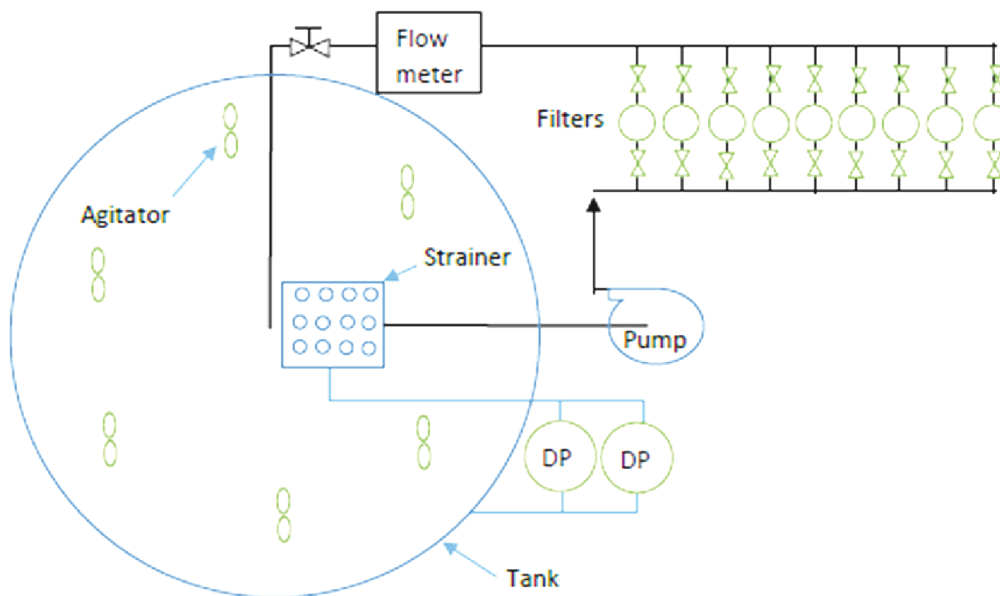 Flow
meter
Filters
Agitator
Strainer
Pump
DP
DP
Tank